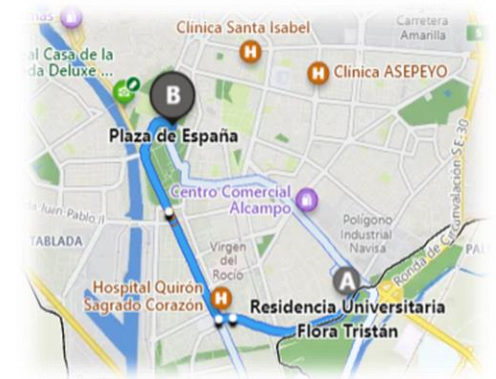 Clínica Santa Isabel
Carretera
Amarilla
al Casa de la
da Deluxe ...
Clínica ASEPEYO
B
Plaza de España
Ronda de Circunvalación S E-30
Centro Comercial
Alcampo
Juan Pablo II
Polígono
Industrial
Navisa
TABLADA
Virgen
del
Rocío
A
Hospital Quirón
Sagrado Corazón
H
H
H
Residencia Universitaria
Flora Tristán